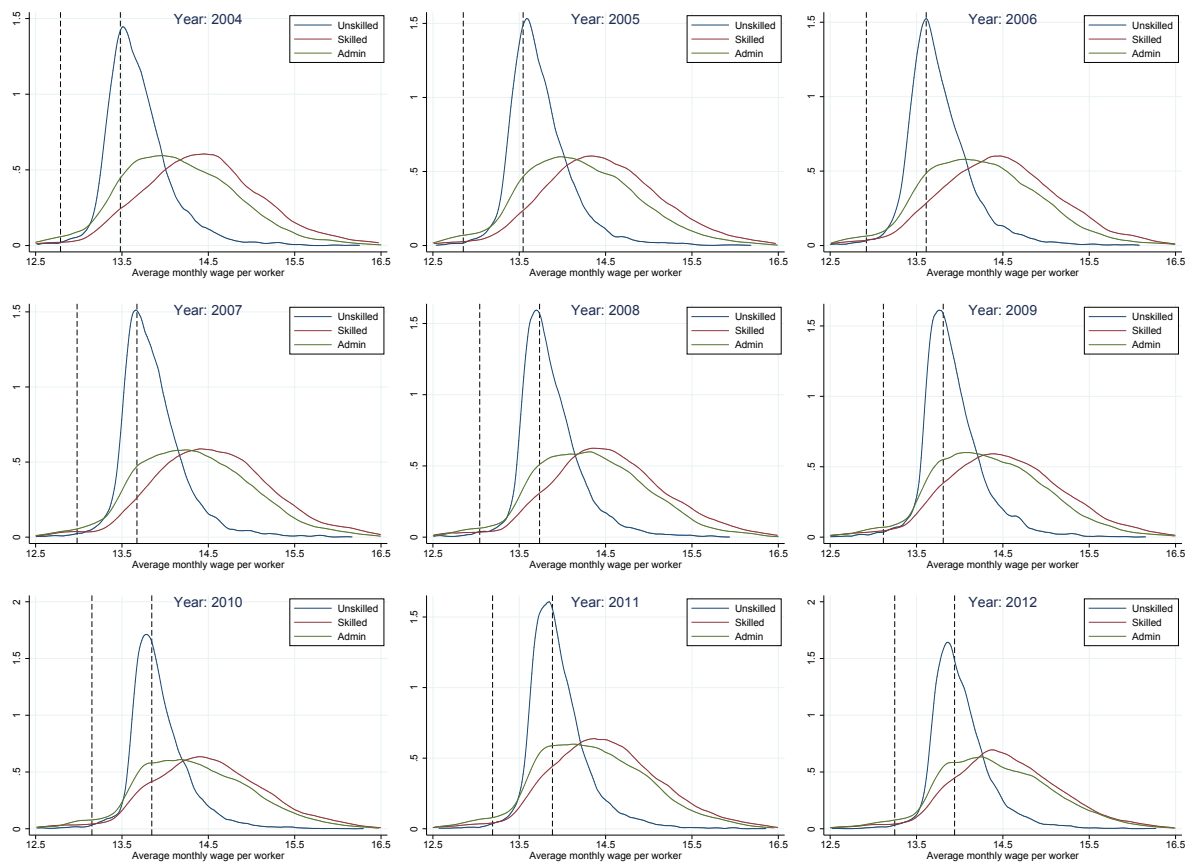 Year: 2004
Unskilled
Skilled
Admin
0
.5
1
1.5
12.5 13.5 14.5 15.5 16.5
Average monthly wage per worker
Year: 2005
Unskilled
Skilled
Admin
0
.5
1
1.5
12.5 13.5 14.5 15.5 16.5
Average monthly wage per worker
Year: 2006
Unskilled
Skilled
Admin
0
.5
1
1.5
12.5 13.5 14.5 15.5 16.5
Average monthly wage per worker
Year: 2007
Unskilled
Skilled
Admin
0
.5
1
1.5
12.5 13.5 14.5 15.5 16.5
Average monthly wage per worker
Year: 2008
Unskilled
Skilled
Admin
0
.5
1
1.5
12.5 13.5 14.5 15.5 16.5
Average monthly wage per worker
Year: 2009
Unskilled
Skilled
Admin
0
.5
1
1.5
12.5 13.5 14.5 15.5 16.5
Average monthly wage per worker
Year: 2010
Unskilled
Skilled
Admin
0
.5
1
1.5
2
12.5 13.5 14.5 15.5 16.5
Average monthly wage per worker
Year: 2011
Unskilled
Skilled
Admin
0
.5
1
1.5
12.5 13.5 14.5 15.5 16.5
Average monthly wage per worker
Year: 2012
Unskilled
Skilled
Admin
0
.5
1
1.5
2
12.5 13.5 14.5 15.5 16.5
Average monthly wage per worker